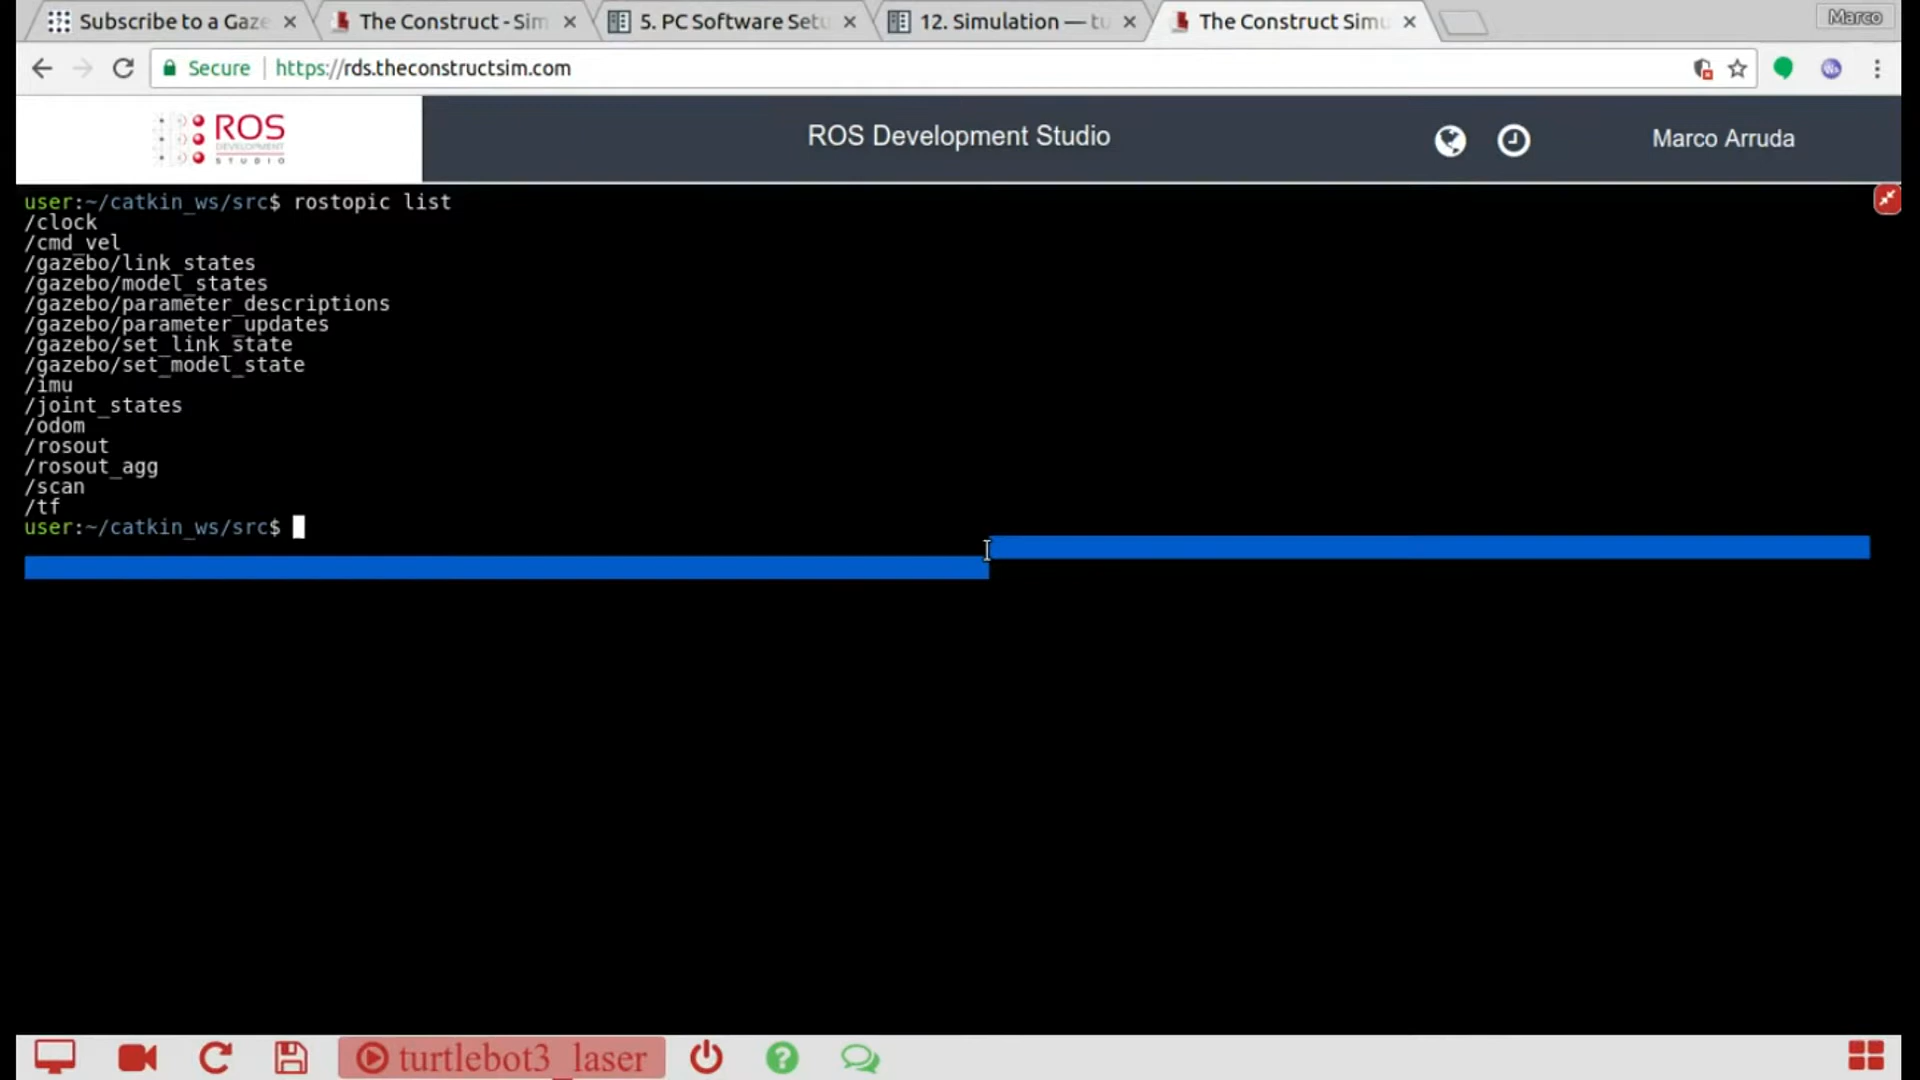 Subscribe to a Gaze
The Construct - Sim
5. PC Software Setu
12. Simulation — tu
The Construct Simu
Marco
Secure
https://rds.theconstructsim.com
ROS
DEVELOPMENT
STUDIO
ROS Development Studio
Marco Arruda
user:~/catkin_ws/src$ rostopic list
/clock
/cmd_vel
/gazebo/link_states
/gazebo/model_states
/gazebo/parameter_descriptions
/gazebo/parameter_updates
/gazebo/set_link_state
/gazebo/set_model_state
/imu
/joint_states
/odom
/rosout
/rosout_agg
/scan
/tf
user:~/catkin_ws/src$
turtlebot3_laser